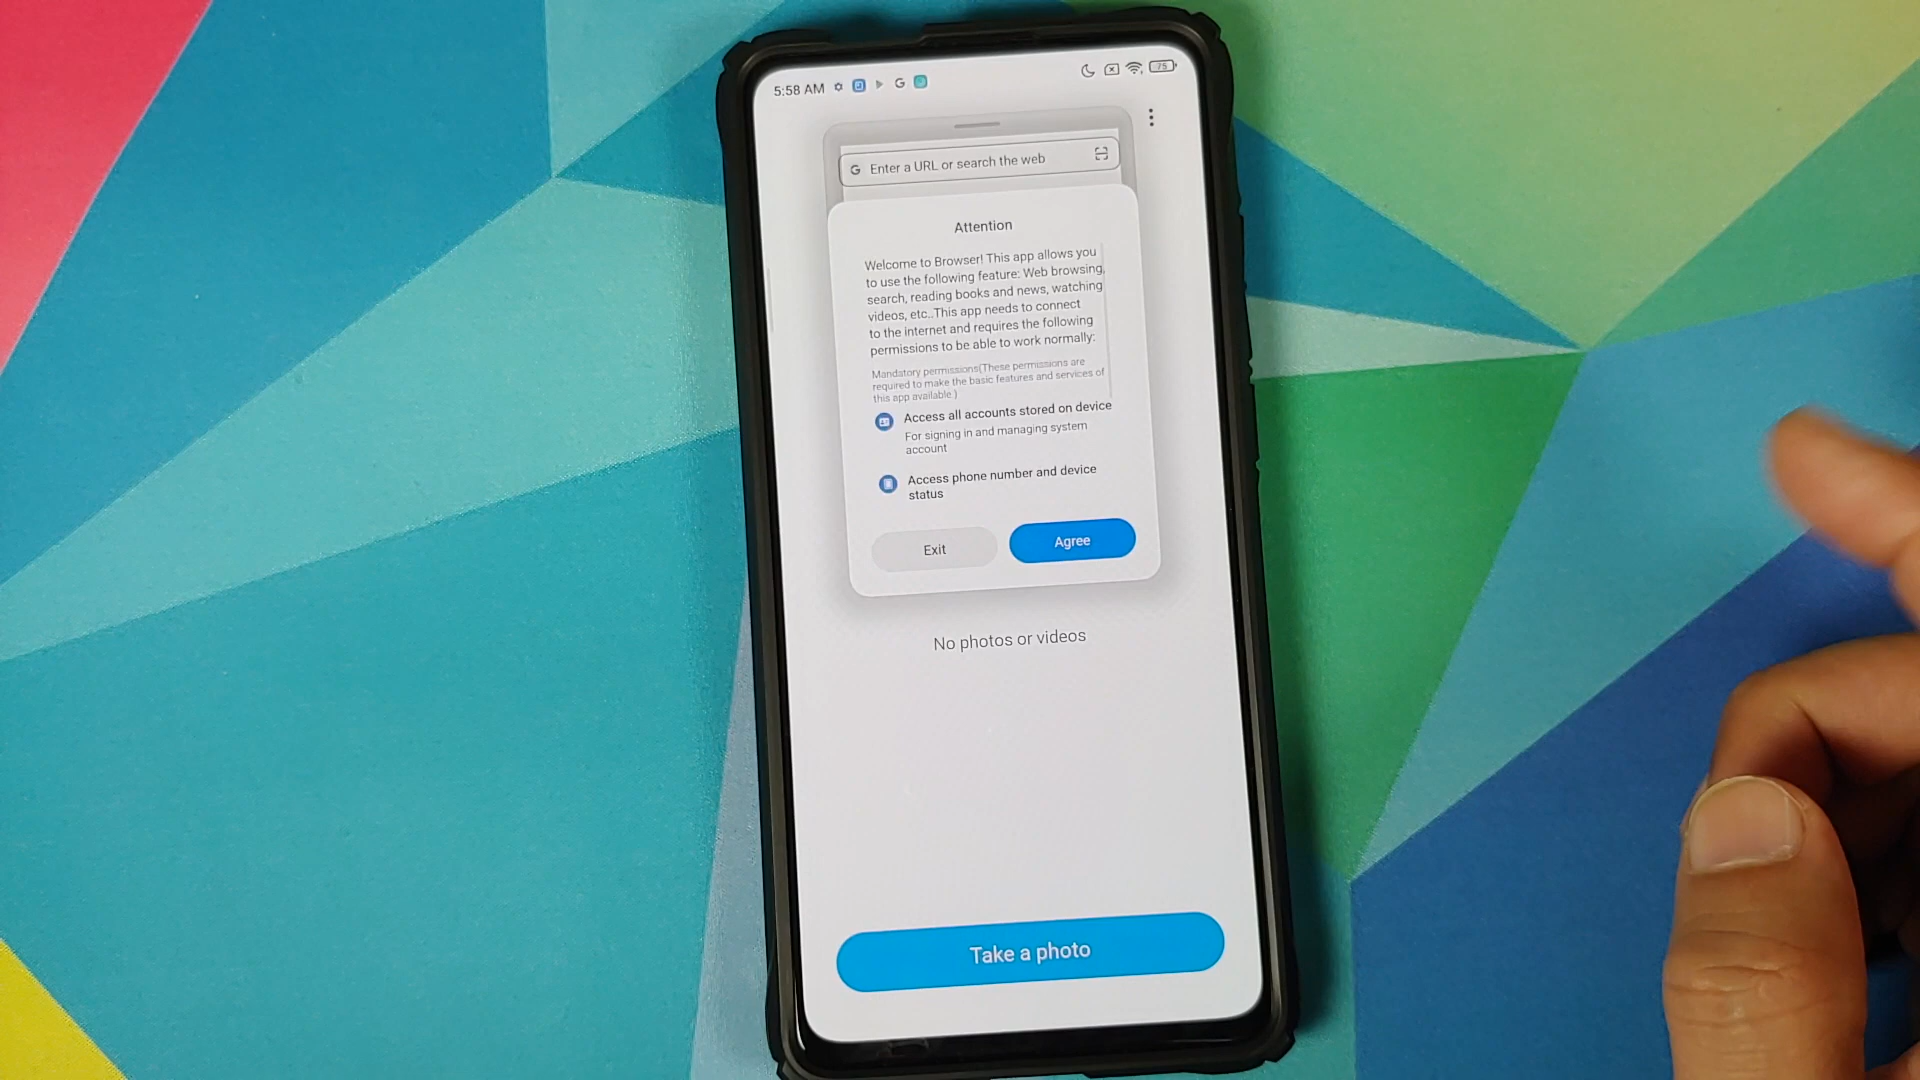 5:58 AM
G
75
G Enter a URL or search the web
Attention
Welcome to Browser! This app allows you
to use the following feature: Web browsing,
search, reading books and news, watching
videos, etc..This app needs to connect
to the internet and requires the following
permissions to be able to work normally:
Mandatory permissions(These permissions are
required to make the basic features and services of
this app available.)
Access all accounts stored on device
For signing in and managing system
account
Access phone number and device
status
Exit
Agree
No photos or videos
Take a photo